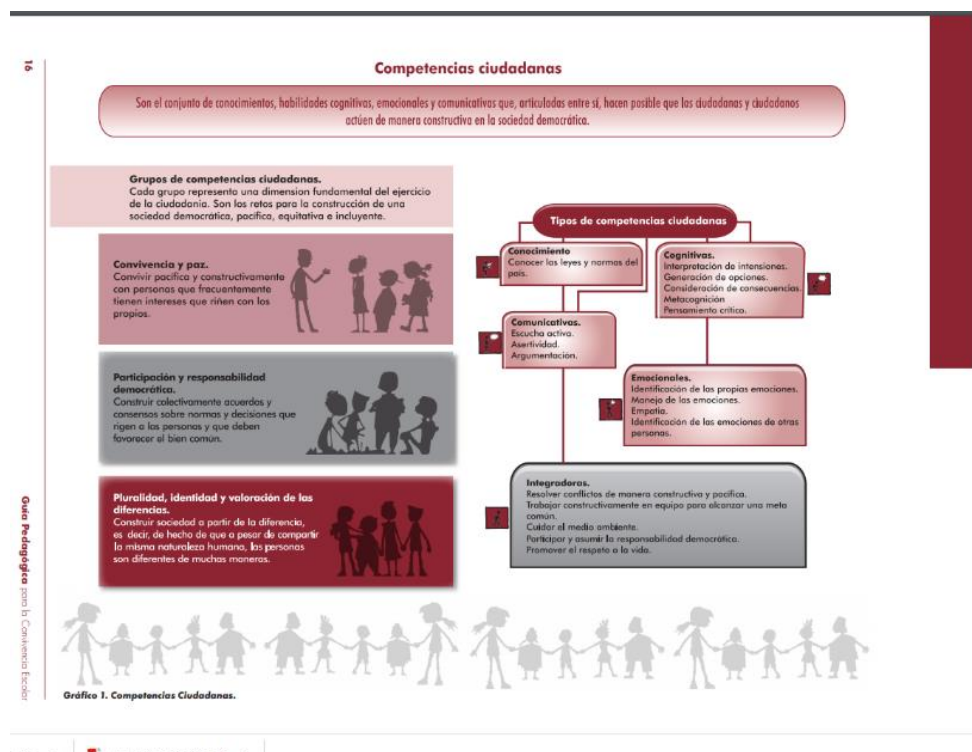 16
Competencias ciudadanas
Son el conjunto de conocimientos, habilidades cognitivas, emocionales y comunicativas que, articuladas entre sí, hacen posible que las ciudadanas y ciudadanos
actúen de manera constructiva en la sociedad democrática.
Grupos de competencias ciudadanas.
Cada grupo representa una dimension fundamental del ejercicio
de la ciudadanía. Son los retos para la construcción de una
sociedad democrática, pacífica, equitativa e incluyente.
Convivencia y paz.
Convivir pacífica y constructivamente
con personas que frecuentemente
tienen intereses que riñen con los
propios.
Participación y responsabilidad
democrática.
Construir colectivamente acuerdos y
consensos sobre normas y decisiones que
rigen a las personas y que deben
favorecer el bien común.
Pluralidad, identidad y valoración de las
diferencias.
Construir sociedad a partir de la diferencia,
es decir, de hecho de que a pesar de compartir
la misma naturaleza humana, las personas
son diferentes de muchas maneras.
Tipos de competencias ciudadanas
Conocimiento
Conocer las leyes y normas del
país.
Cognitivas.
Interpretación de intensiones.
Generación de opciones.
Consideración de consecuencias.
Metacognición
Pensamiento crítico.
Comunicativas.
Escucha activa.
Asertividad.
Argumentación.
Emocionales.
Identificación de las propias emociones.
Manejo de las emociones.
Empatía.
Identificación de las emociones de otras
personas.
Integradoras.
Resolver conflictos de manera constructiva y pacífica.
Trabajar constructivamente en equipo para alcanzar una meta
común.
Cuidar el medio ambiente.
Participar y asumir la responsabilidad democrática.
Promover el respeto a la vida.
Gráfico 1. Competencias Ciudadanas.
Guía Pedagógica para la Convivencia Escolar